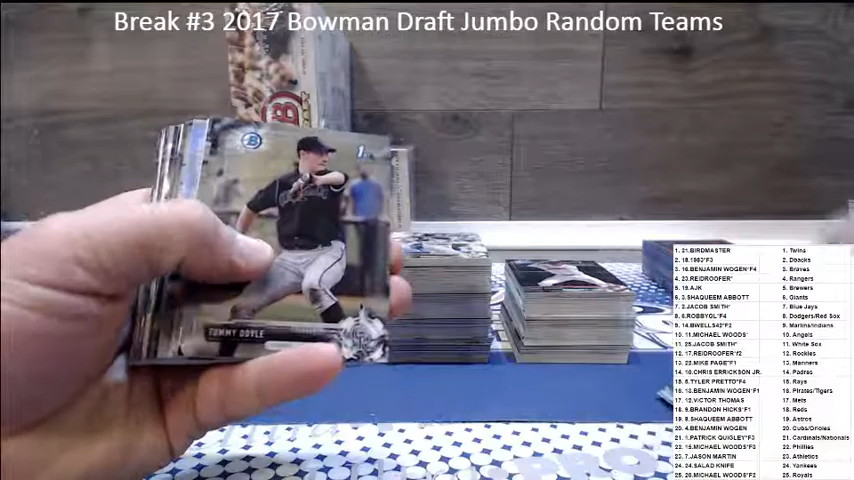 Break #3 2017 Bowman Draft Jumbo Random Teams
1st
TOMMY DOYLE
1. 21.BIRDMASTER
2. 18.1953*F3
3. 16.BENJAMIN WOGEN*F4
4. 23.REIDROOFER*
5. 19.AJK
6. 3.SHAQUEEM ABBOTT
7. 2.JACOB SMITH*
8. 6.ROBBYOL*F4
9. 14.BWELLS42*F2
10. 11.MICHAEL WOODS*
11. 25.JACOB SMITH*
12. 17.REIDROOFER*f2
13. 22.MIKE PAGE*F1
14. 10.CHRIS ERRICKSON JR.
15. 5.TYLER PRETTO*F4
16. 13.BENJAMIN WOGEN*F1
17. 12.VICTOR THOMAS
18. 9.BRANDON HICKS*F1
19. 8.SHAQUEEM ABBOTT
20. 4.BENJAMIN WOGEN
21. 1.PATRICK QUIGLEY*F3
22. 15.MICHAEL WOODS*F3
23. 7.JASON MARTIN
24. 24.SALAD KNIFE
25. 26.MICHAEL WOODS*F2
1. Twins
2. Dbacks
3. Braves
4. Rangers
5. Brewers
6. Giants
7. Blue Jays
8. Dodgers/Red Sox
9. Marlins/Indians
10. Angels
11. White Sox
12. Rockies
13. Mariners
14. Padres
15. Rays
16. Pirates/Tigers
17. Mets
18. Reds
19. Astros
20. Cubs/Orioles
21. Cardinals/Nationals
22. Phillies
23. Athletics
24. Yankees
25. Royals